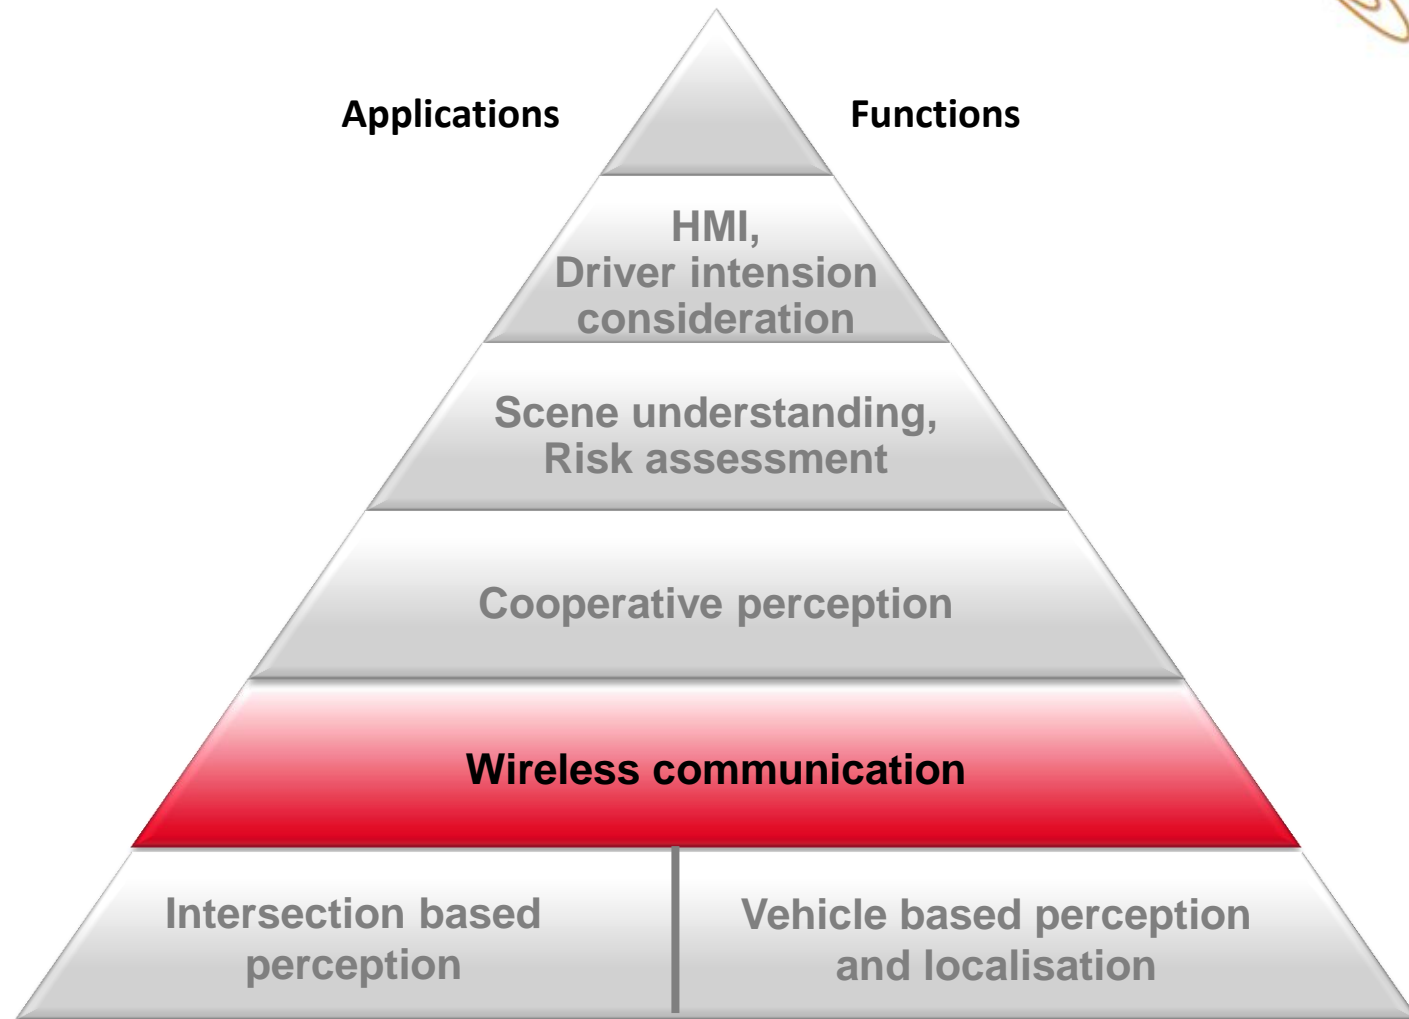 Applications
Functions
HMI,
Driver intension
consideration
Scene understanding,
Risk assessment
Cooperative perception
Wireless communication
Intersection based
perception
Vehicle based perception
and localisation